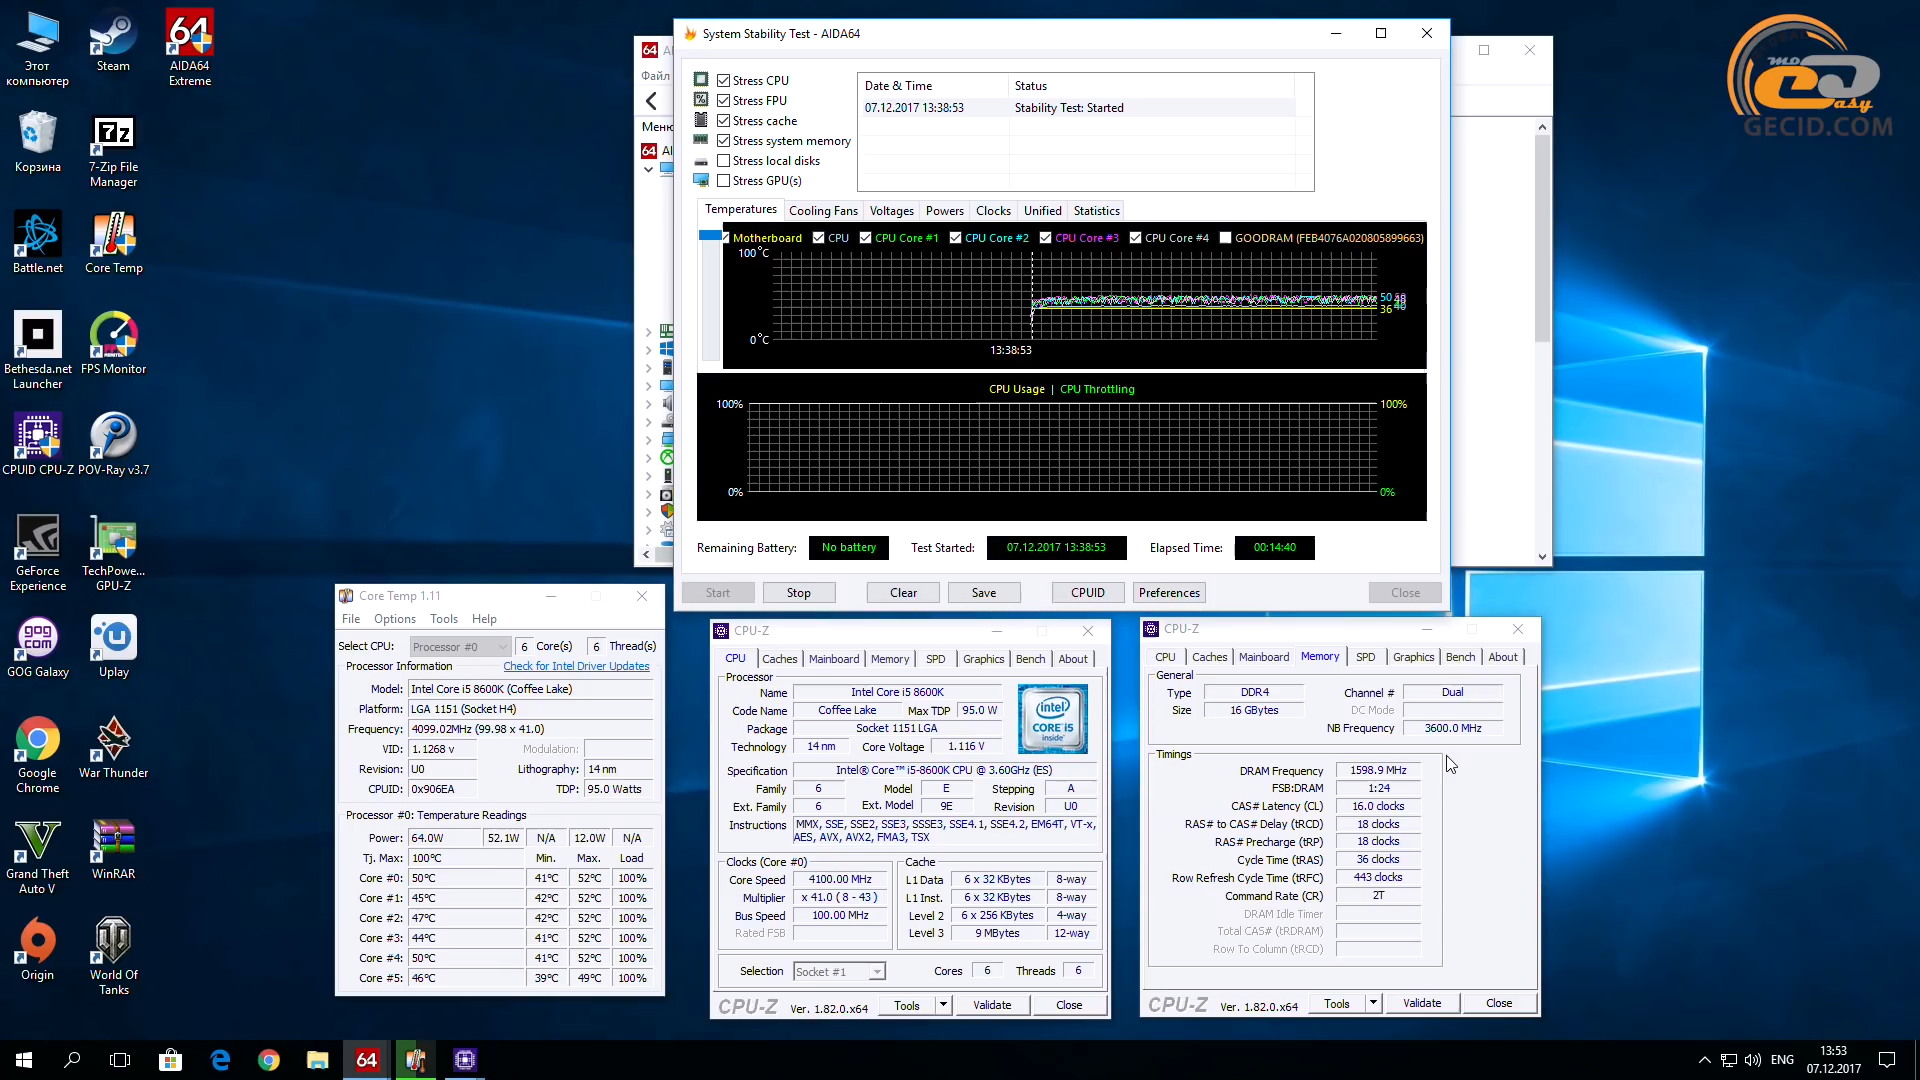 Этот компьютер
Steam
AIDA64 Extreme
Корзина
7-Zip File Manager
Battle.net
Core Temp
Bethesda.net Launcher
FPS Monitor
CPUID CPU-Z
POV-Ray v3.7
GeForce Experience
TechPowe... GPU-Z
GOG Galaxy
Uplay
Google Chrome
War Thunder
Grand Theft Auto V
WinRAR
Origin
World Of Tanks
GECID.COM
Файл
System Stability Test - AIDA64
Stress CPU
Stress FPU
Stress cache
Stress system memory
Stress local disks
Stress GPU(s)
Date & Time Status
07.12.2017 13:38:53 Stability Test: Started
Temperatures Cooling Fans Voltages Powers Clocks Unified Statistics
Motherboard CPU CPU Core #1 CPU Core #2 CPU Core #3 CPU Core #4 GOODRAM (FEB4076A020805899663)
100°C
50
48
36
0°C
13:38:53
CPU Usage | CPU Throttling
100% 100%
0% 0%
Remaining Battery: No battery Test Started: 07.12.2017 13:38:53 Elapsed Time: 00:14:40
Start Stop Clear Save CPUID Preferences Close
Core Temp 1.11
File Options Tools Help
Select CPU: Processor #0 6 Core(s) 6 Thread(s)
Processor Information Check for Intel Driver Updates
Model: Intel Core i5 8600K (Coffee Lake)
Platform: LGA 1151 (Socket H4)
Frequency: 4099.02MHz (99.98 x 41.0)
VID: 1.1268 v Modulation:
Revision: U0 Lithography: 14 nm
CPUID: 0x906EA TDP: 95.0 Watts
Processor #0: Temperature Readings
Power: 64.0W 52.1W N/A 12.0W N/A
Tj. Max: 100°C Min. Max. Load
Core #0: 50°C 41°C 52°C 100%
Core #1: 45°C 42°C 52°C 100%
Core #2: 47°C 42°C 52°C 100%
Core #3: 44°C 41°C 52°C 100%
Core #4: 50°C 41°C 52°C 100%
Core #5: 46°C 39°C 49°C 100%
CPU-Z
CPU Caches Mainboard Memory SPD Graphics Bench About
Processor
Name Intel Core i5 8600K
Code Name Coffee Lake Max TDP 95.0 W
Package Socket 1151 LGA
Technology 14 nm Core Voltage 1.116 V
intel CORE i5 inside
Specification Intel® Core™ i5-8600K CPU @ 3.60GHz (ES)
Family 6 Model E Stepping A
Ext. Family 6 Ext. Model 9E Revision U0
Instructions MMX, SSE, SSE2, SSE3, SSSE3, SSE4.1, SSE4.2, EM64T, VT-x,
AES, AVX, AVX2, FMA3, TSX
Clocks (Core #0) Cache
Core Speed 4100.00 MHz L1 Data 6 x 32 KBytes 8-way
Multiplier x 41.0 ( 8 - 43 ) L1 Inst. 6 x 32 KBytes 8-way
Bus Speed 100.00 MHz Level 2 6 x 256 KBytes 4-way
Rated FSB Level 3 9 MBytes 12-way
Selection Socket #1 Cores 6 Threads 6
CPU-Z Ver. 1.82.0.x64 Tools Validate Close
CPU-Z
CPU Caches Mainboard Memory SPD Graphics Bench About
General
Type DDR4 Channel # Dual
Size 16 GBytes DC Mode
NB Frequency 3600.0 MHz
Timings
DRAM Frequency 1598.9 MHz
FSB:DRAM 1:24
CAS# Latency (CL) 16.0 clocks
RAS# to CAS# Delay (tRCD) 18 clocks
RAS# Precharge (tRP) 18 clocks
Cycle Time (tRAS) 36 clocks
Row Refresh Cycle Time (tRFC) 443 clocks
Command Rate (CR) 2T
DRAM Idle Timer
Total CAS# (tRDRAM)
Row To Column (tRCD)
CPU-Z Ver. 1.82.0.x64 Tools Validate Close
64
ENG
13:53
07.12.2017